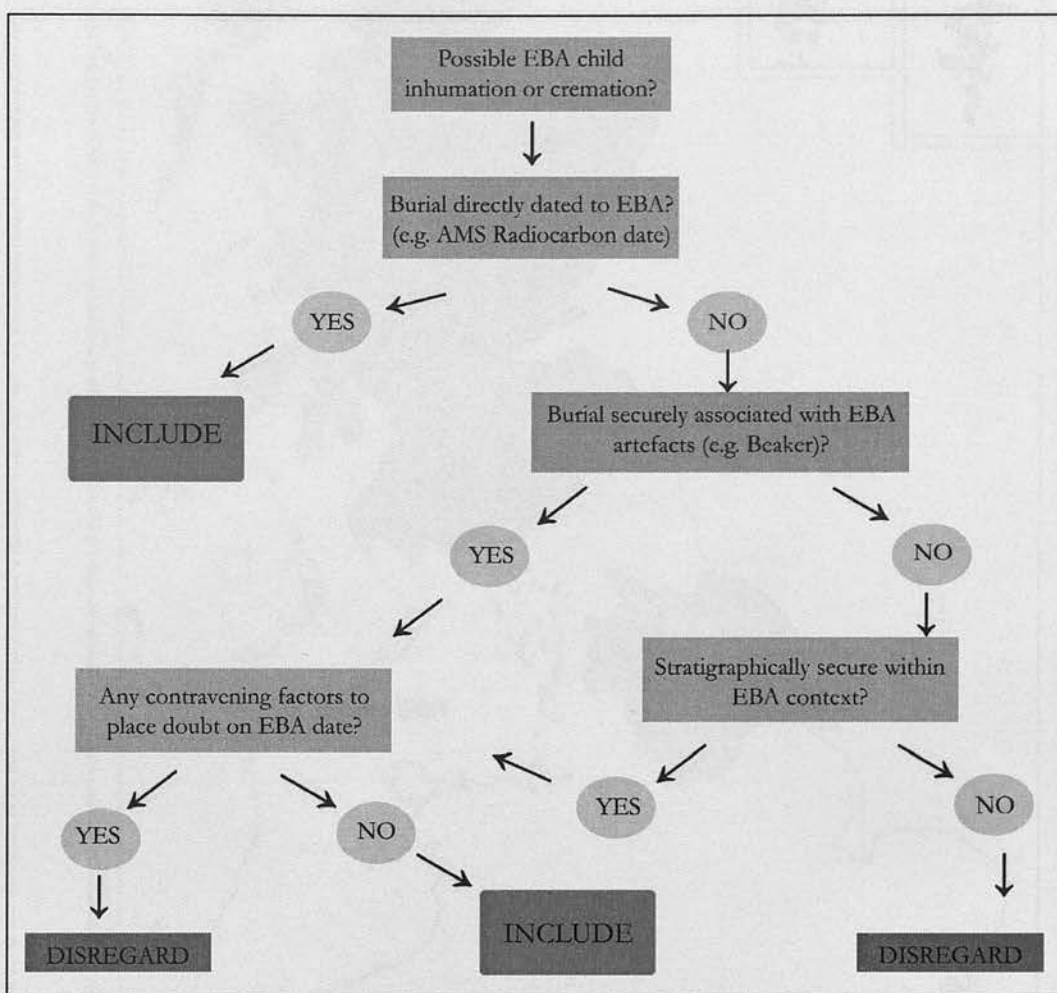 Possible EBA child
inhumation or cremation?
Burial directly dated to EBA?
(e.g. AMS Radiocarbon date)
YES
NO
INCLUDE
Burial securely associated with EBA
artefacts (e.g. Beaker)?
YES
NO
Any contravening factors to
place doubt on EBA date?
Stratigraphically secure within
EBA context?
YES
NO
YES
NO
DISREGARD
INCLUDE
DISREGARD